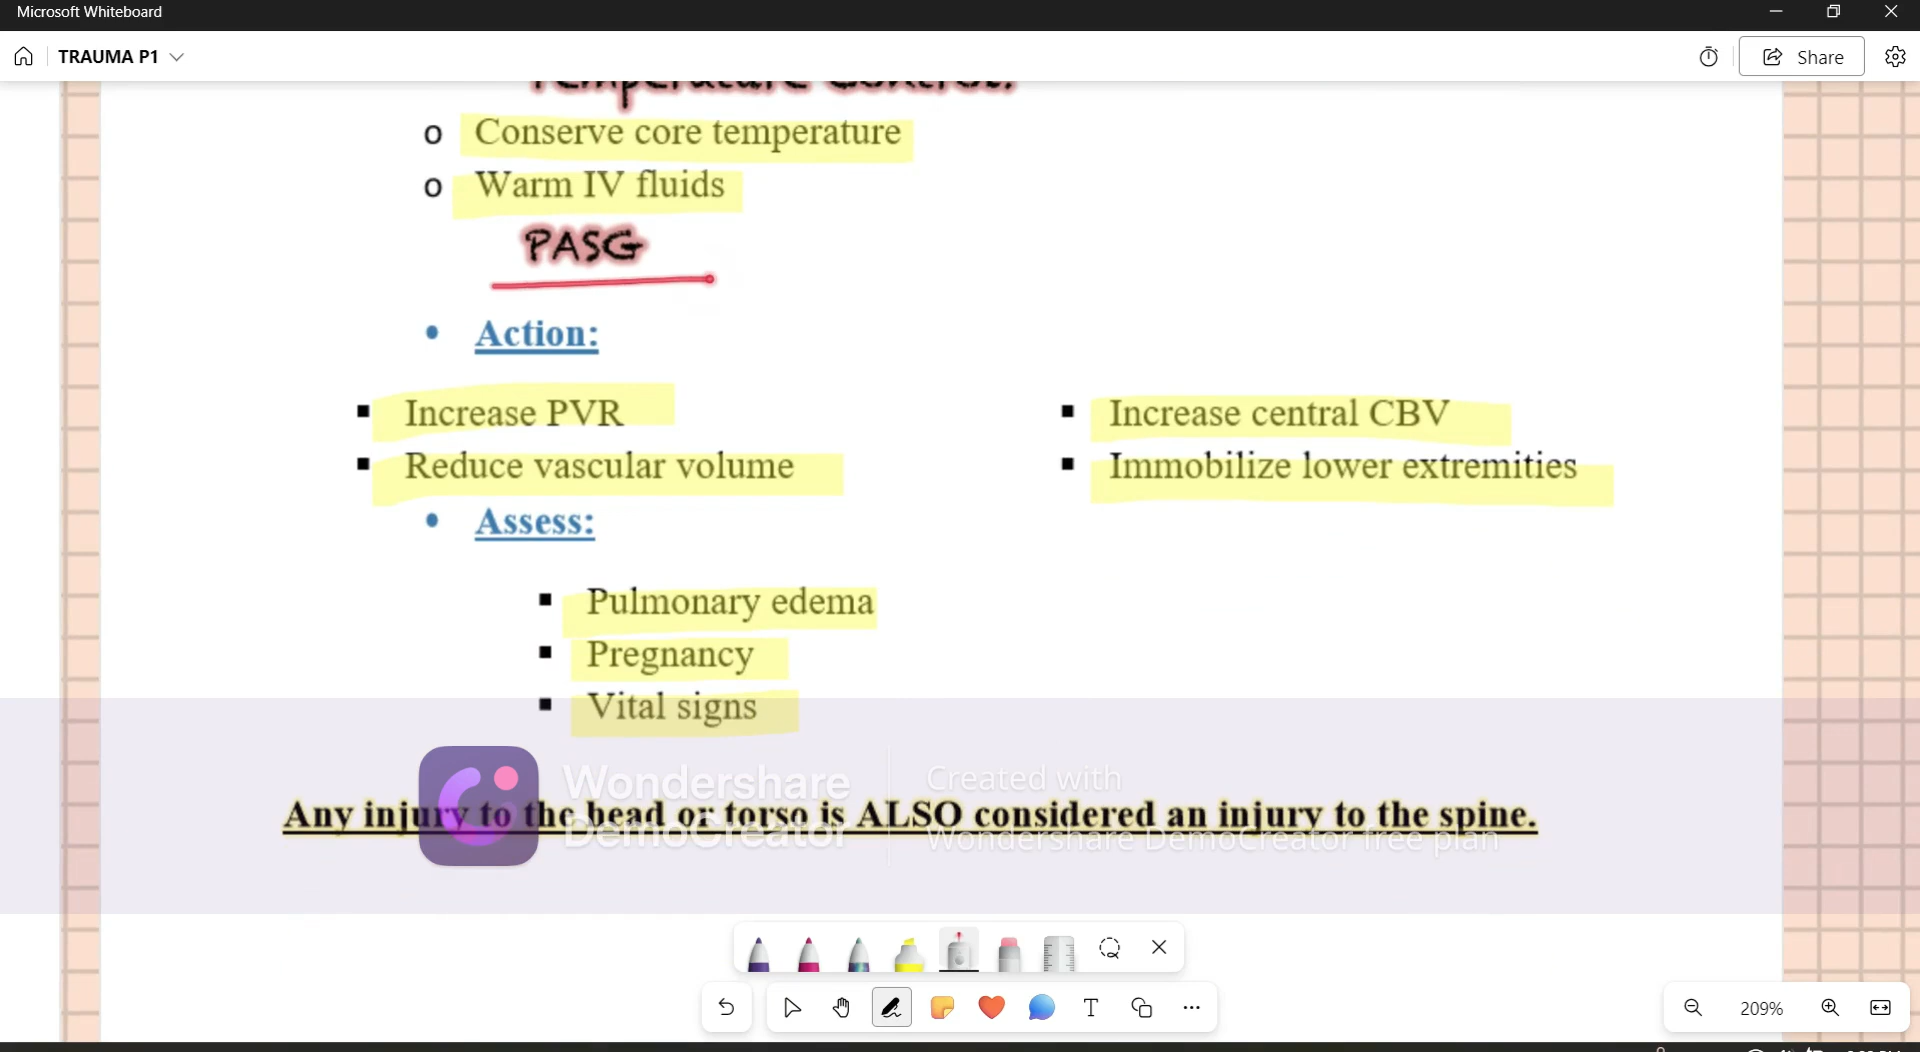 Microsoft Whiteboard
TRAUMA P1
Share
Temperature Control:
o Conserve core temperature
o Warm IV fluids
PASG
• Action:
▪ Increase PVR
▪ Increase central CBV
▪ Reduce vascular volume
▪ Immobilize lower extremities
• Assess:
▪ Pulmonary edema
▪ Pregnancy
▪ Vital signs
Wondershare
DemoCreator
Created with
Wondershare DemoCreator free plan
Any injury to the head or torso is ALSO considered an injury to the spine.
209%